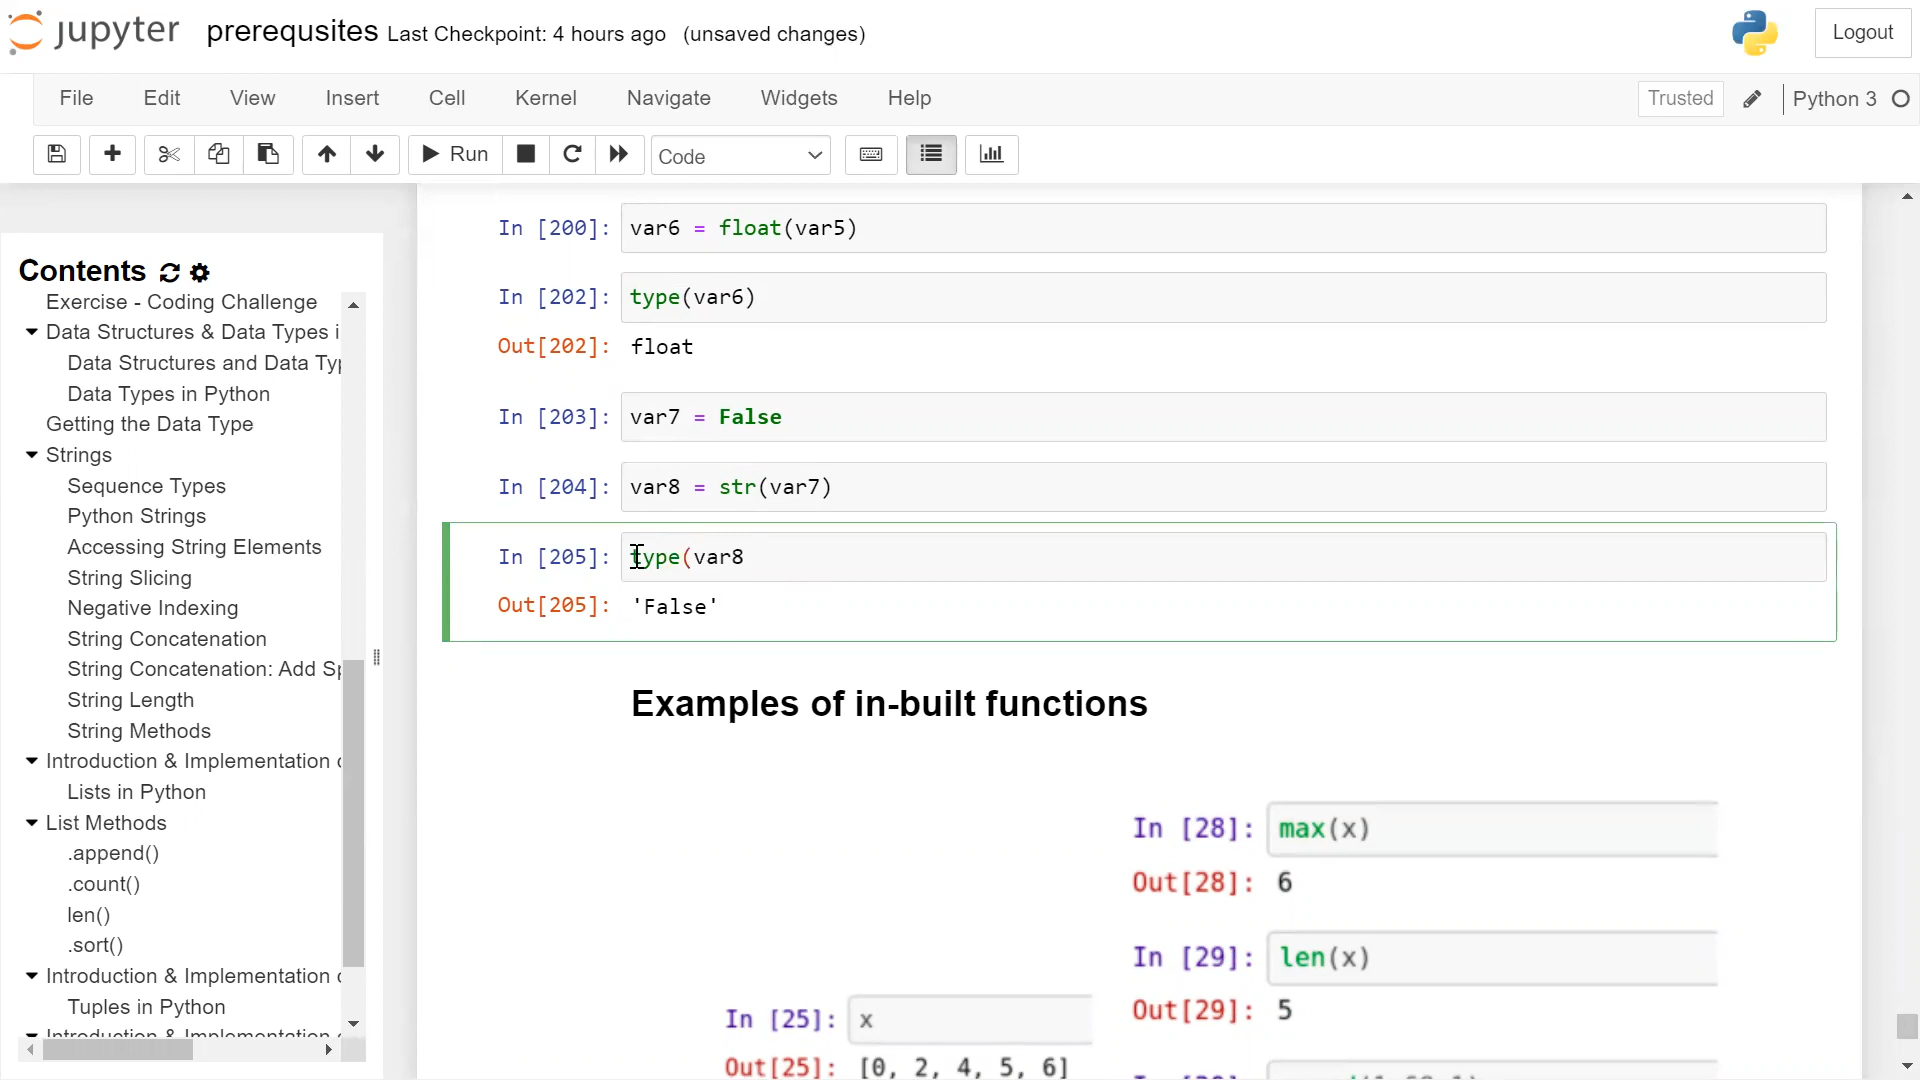 jupyter prerequsites Last Checkpoint: 4 hours ago (unsaved changes) Logout
File Edit View Insert Cell Kernel Navigate Widgets Help Trusted Python 3
Run Code
Contents
Exercise - Coding Challenge
Data Structures & Data Types i
Data Structures and Data Typ
Data Types in Python
Getting the Data Type
Strings
Sequence Types
Python Strings
Accessing String Elements
String Slicing
Negative Indexing
String Concatenation
String Concatenation: Add Sp
String Length
String Methods
Introduction & Implementation
Lists in Python
List Methods
.append()
.count()
len()
.sort()
Introduction & Implementation
Tuples in Python
Introduction & Implementation
In [200]: var6 = float(var5)
In [202]: type(var6)
Out[202]: float
In [203]: var7 = False
In [204]: var8 = str(var7)
In [205]: type(var8
Out[205]: 'False'
Examples of in-built functions
In [28]: max(x)
Out[28]: 6
In [29]: len(x)
Out[29]: 5
In [25]: x
Out[25]: [0, 2, 4, 5, 6]